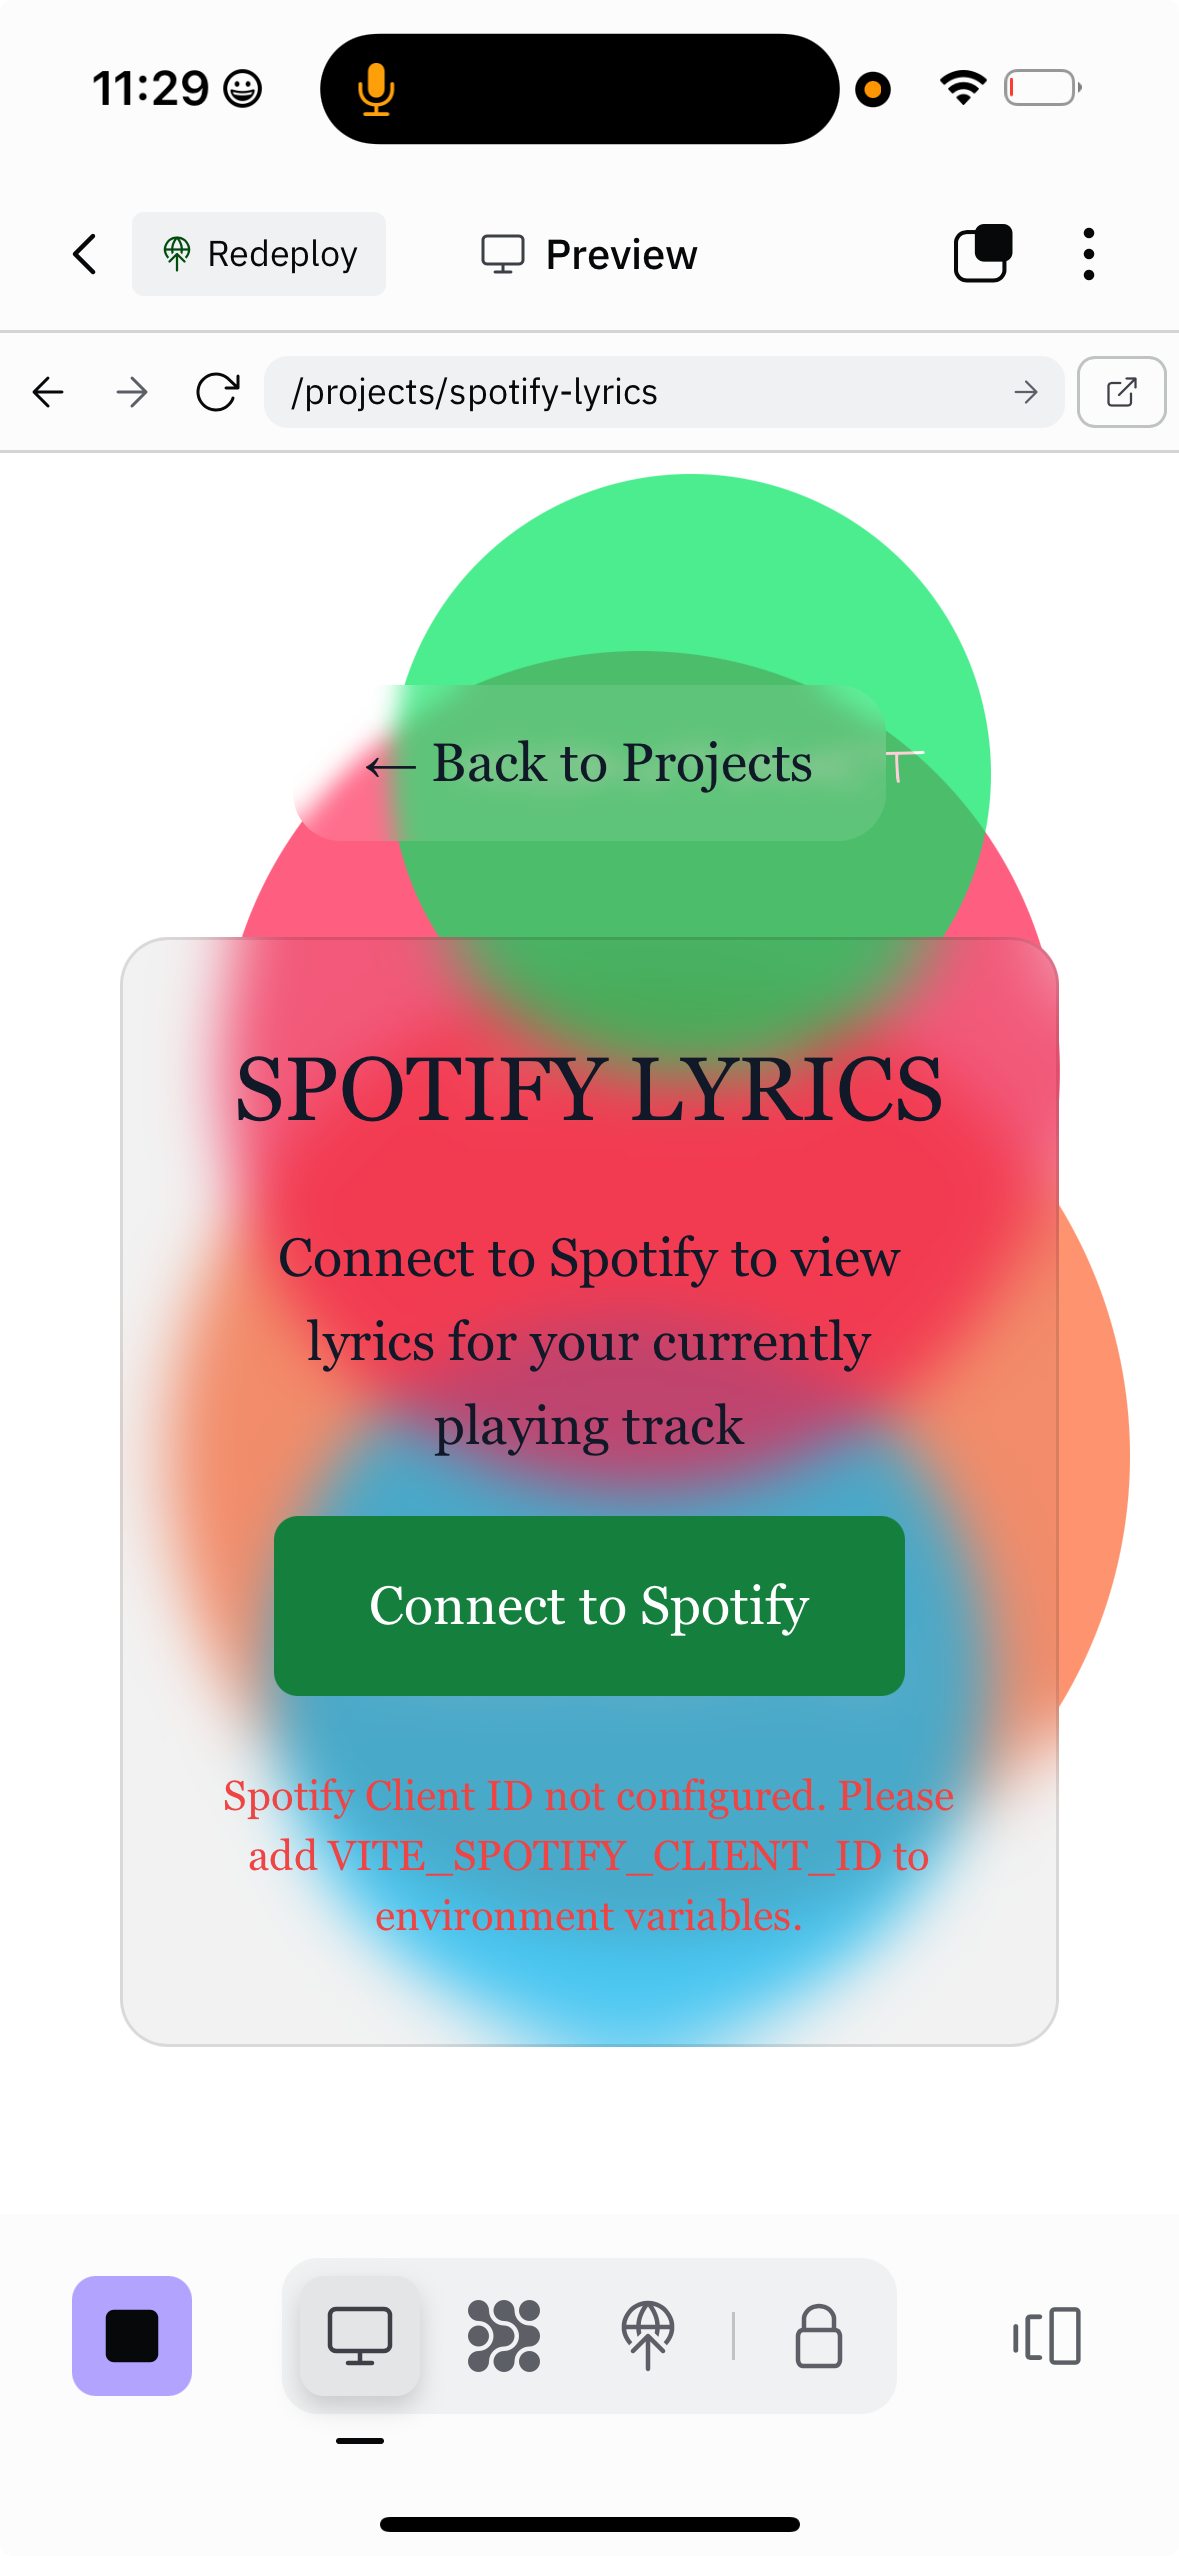 11:29
Redeploy
Preview
/projects/spotify-lyrics
← Back to Projects
T
SPOTIFY LYRICS
Connect to Spotify to view
lyrics for your currently
playing track
Connect to Spotify
Spotify Client ID not configured. Please
add VITE_SPOTIFY_CLIENT_ID to
environment variables.